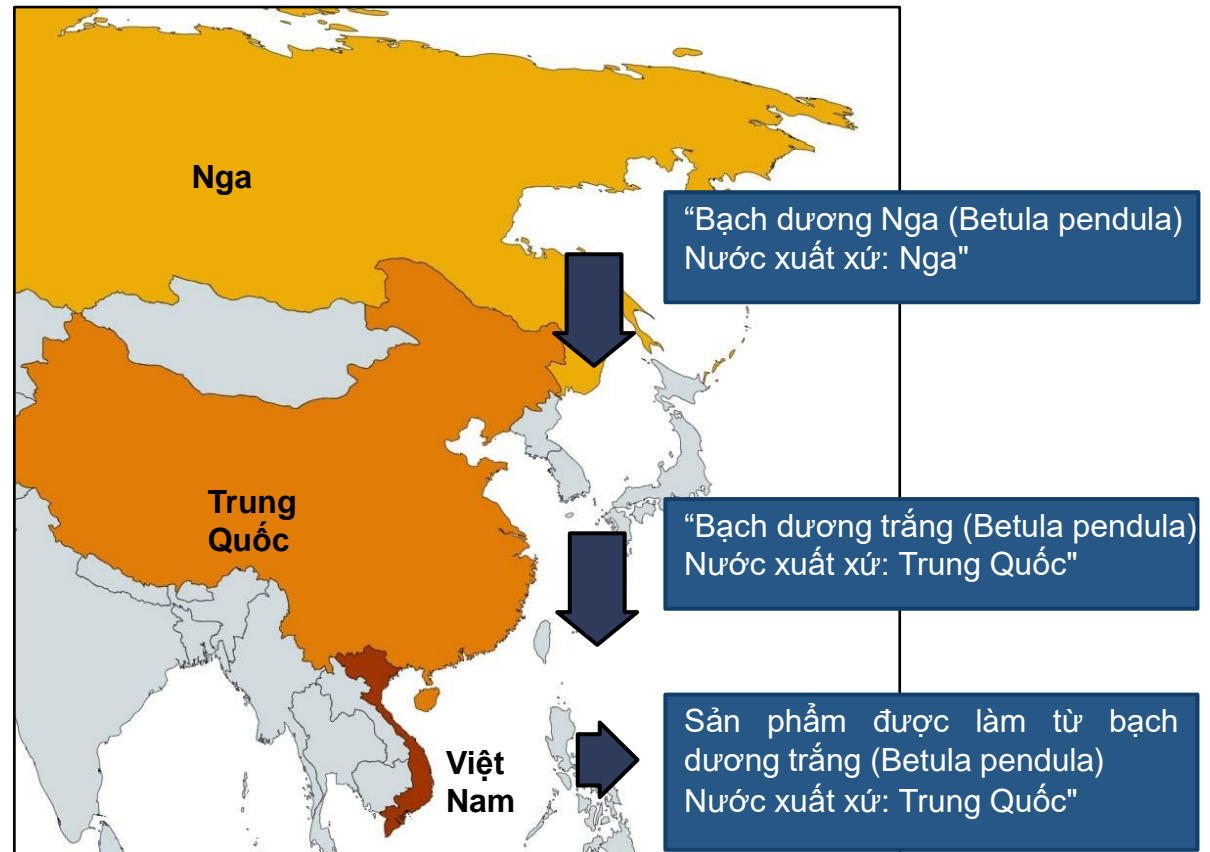 Nga
“Bạch dương Nga (Betula pendula)
Nước xuất xứ: Nga"
Trung
Quốc
“Bạch dương trắng (Betula pendula)
Nước xuất xứ: Trung Quốc"
Việt
Nam
Sản phẩm được làm từ bạch
dương trắng (Betula pendula)
Nước xuất xứ: Trung Quốc"